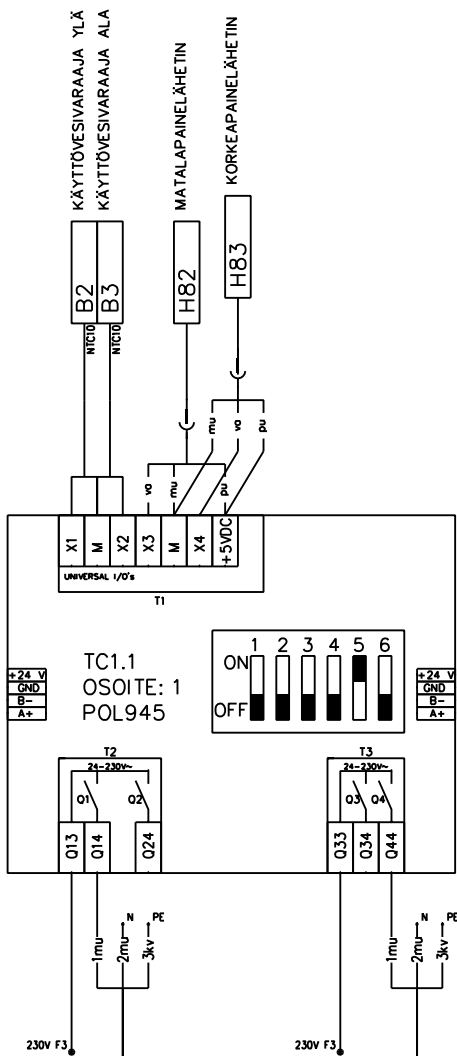 KÄYTTÖVESIVARAAJA YLÄ
KÄYTTÖVESIVARAAJA ALA
MATALAPAINELÄHETIN
KORKEAPAINELÄHETIN
B2
B3
H82
H83
NTC10
NTC10
mu
va
pu
va
mu
pu
X1
M
X2
X3
M
X4
+5VDC
UNIVERSAL I/O's
T1
TC1.1
OSOITE: 1
POL945
1 2 3 4 5 6
ON
OFF
+24 V
GND
B-
A+
+24 V
GND
B-
A+
T2
24-230V~
Q1
Q2
Q13
Q14
Q24
T3
24-230V~
Q3
Q4
Q33
Q34
Q44
N
PE
1mu
2mu
3kv
230V F3
N
PE
1mu
2mu
3kv
230V F3